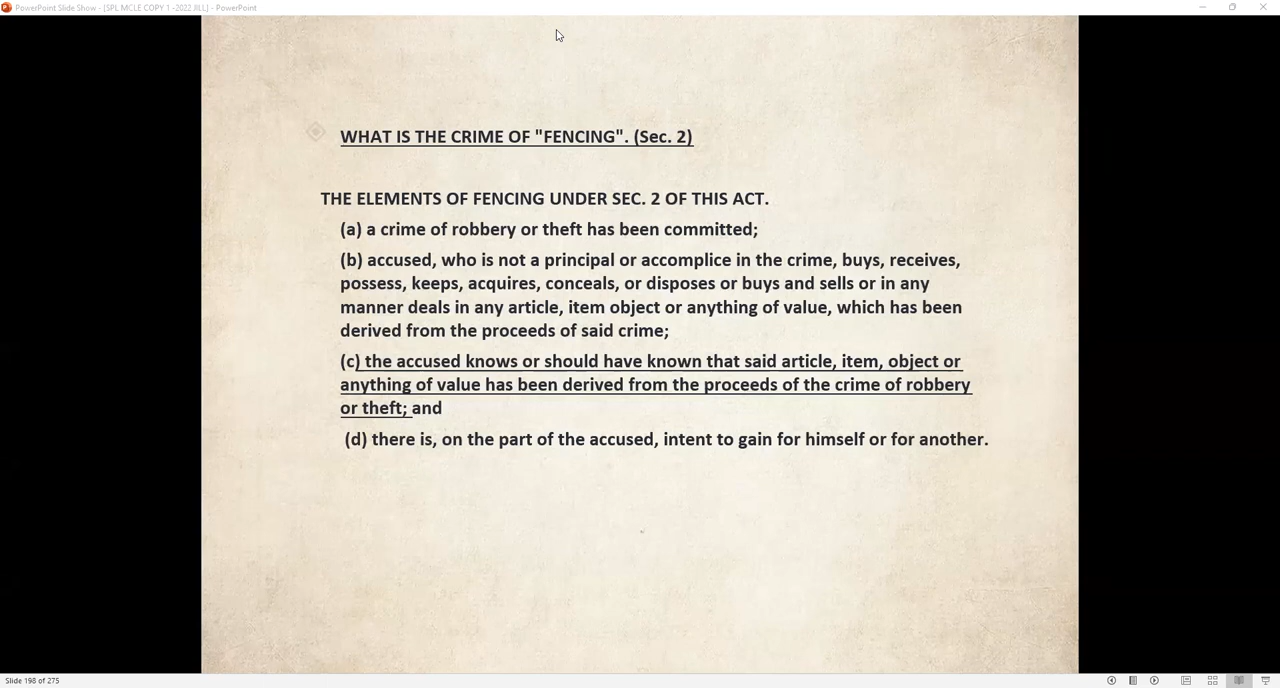 PowerPoint Slide Show - [SPL MCLE COPY 1 -2022 JILL] - PowerPoint
WHAT IS THE CRIME OF "FENCING". (Sec. 2)
THE ELEMENTS OF FENCING UNDER SEC. 2 OF THIS ACT.
(a) a crime of robbery or theft has been committed;
(b) accused, who is not a principal or accomplice in the crime, buys, receives,
possess, keeps, acquires, conceals, or disposes or buys and sells or in any
manner deals in any article, item object or anything of value, which has been
derived from the proceeds of said crime;
(c) the accused knows or should have known that said article, item, object or
anything of value has been derived from the proceeds of the crime of robbery
or theft; and
(d) there is, on the part of the accused, intent to gain for himself or for another.
Slide 198 of 275